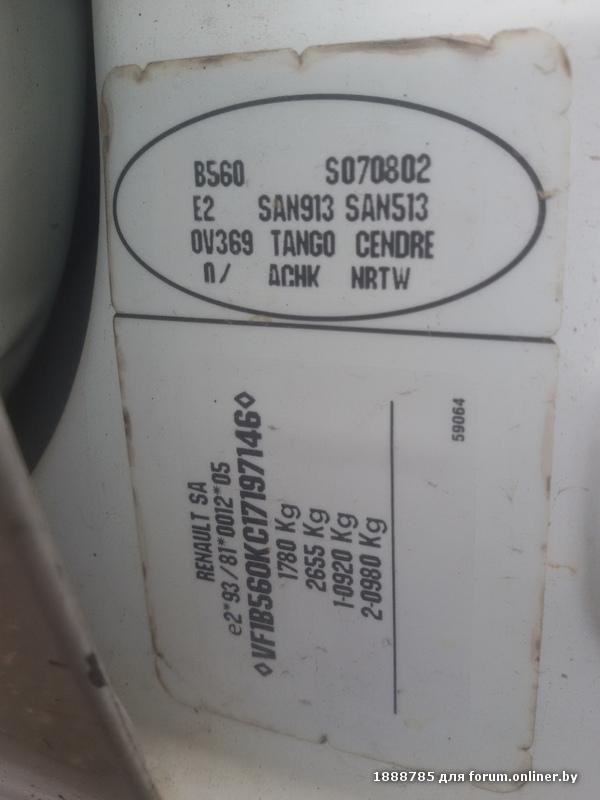 B560 S070802
E2 SAN913 SAN513
0V369 TANGO CENDRE
0/ ACHK NRTW
RENAULT SA
e2*93/81*0012*05
◇VF1B560KC17197146◇
1780 Kg
2655 Kg
1-0920 Kg
2-0980 Kg
59064
1888785 для forum.onliner.by